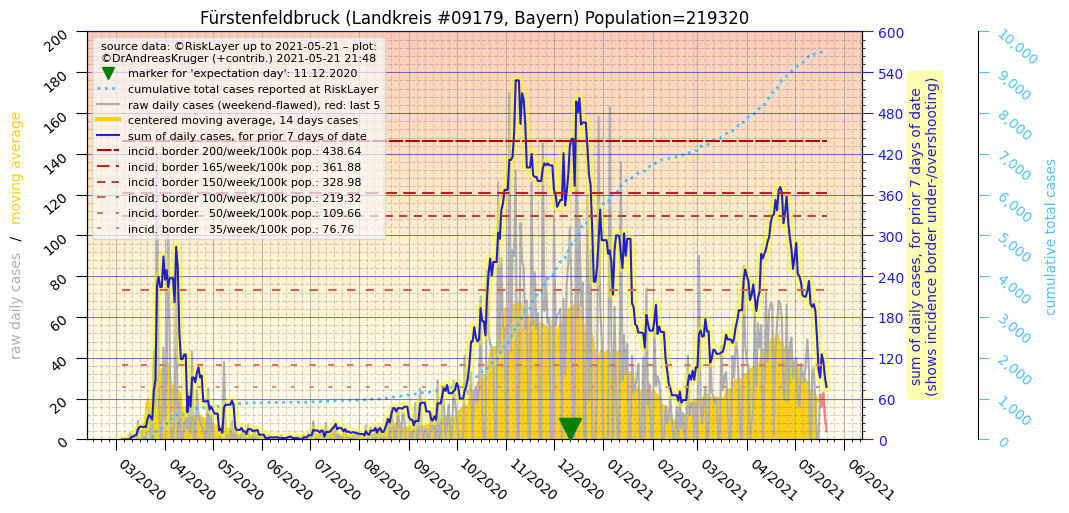 Fürstenfeldbruck (Landkreis #09179, Bayern) Population=219320
source data: ©RiskLayer up to 2021-05-21 – plot:
©DrAndreasKruger (+contrib.) 2021-05-21 21:48
marker for 'expectation day': 11.12.2020
cumulative total cases reported at RiskLayer
raw daily cases (weekend-flawed), red: last 5
centered moving average, 14 days cases
sum of daily cases, for prior 7 days of date
incid. border 200/week/100k pop.: 438.64
incid. border 165/week/100k pop.: 361.88
incid. border 150/week/100k pop.: 328.98
incid. border 100/week/100k pop.: 219.32
incid. border 50/week/100k pop.: 109.66
incid. border 35/week/100k pop.: 76.76
raw daily cases / moving average
200
180
160
140
120
100
80
60
40
20
0
03/2020
04/2020
05/2020
06/2020
07/2020
08/2020
09/2020
10/2020
11/2020
12/2020
01/2021
02/2021
03/2021
04/2021
05/2021
06/2021
600
540
480
420
360
300
240
180
120
60
0
sum of daily cases, for prior 7 days of date
(shows incidence border under-/overshooting)
10,000
9,000
8,000
7,000
6,000
5,000
4,000
3,000
2,000
1,000
0
cumulative total cases